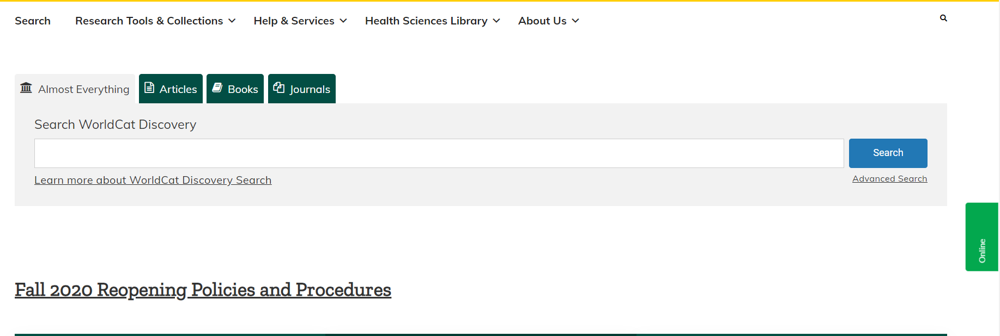 Search Research Tools & Collections Help & Services Health Sciences Library About Us
Almost Everything Articles Books Journals
Search WorldCat Discovery
Search
Learn more about WorldCat Discovery Search
Advanced Search
Online
Fall 2020 Reopening Policies and Procedures